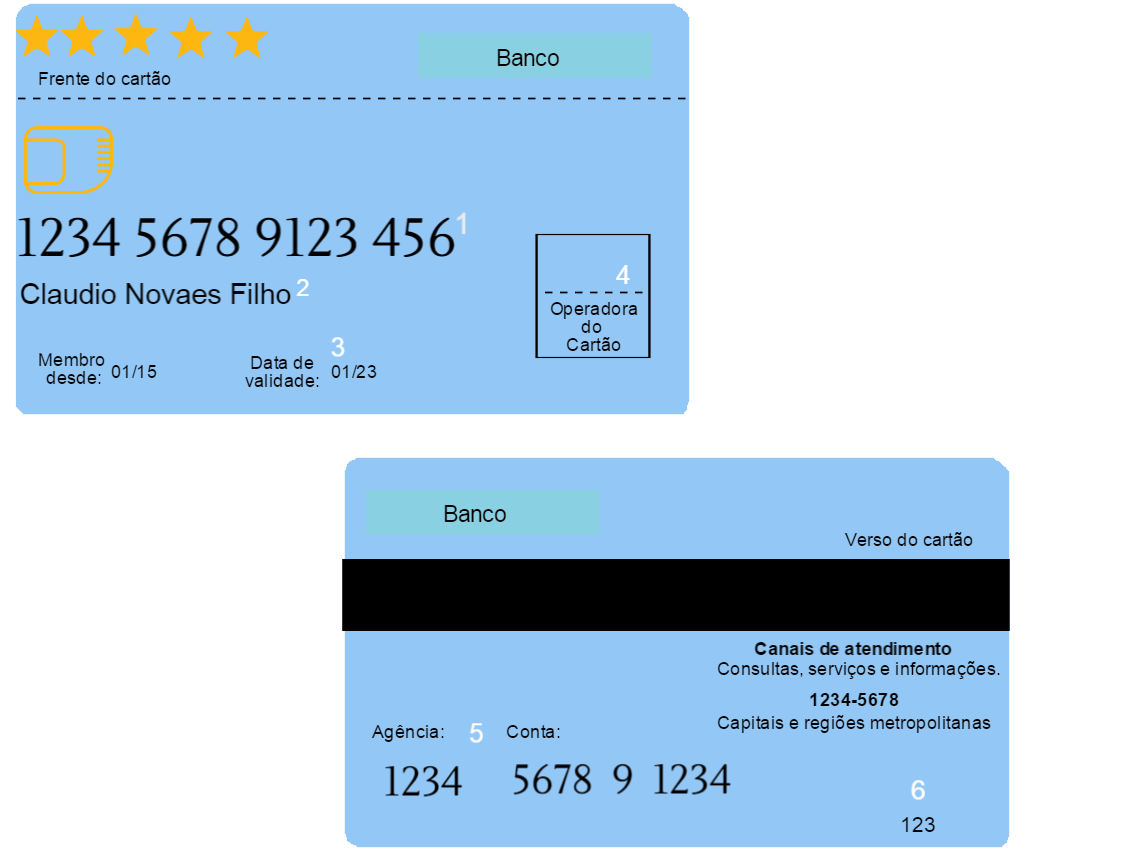 Banco
Frente do cartão
1234 5678 9123 456 1
Claudio Novaes Filho 2
3
4
Membro desde: 01/15
Data de validade: 01/23
Operadora
do
Cartão
Banco
Verso do cartão
Canais de atendimento
Consultas, serviços e informações.
1234-5678
Capitais e regiões metropolitanas
Agência: 5 Conta:
1234 5678 9 1234
6
123